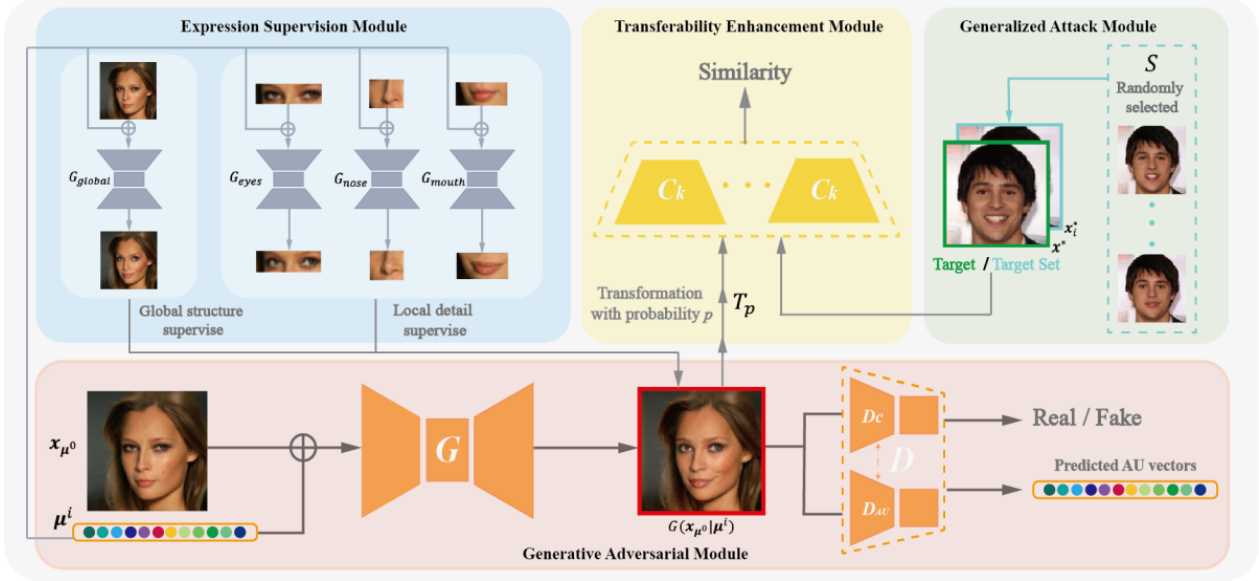 Expression Supervision Module
G_global
G_eyes
G_nose
G_mouth
Global structure
supervise
Local detail
supervise
Transferability Enhancement Module
Similarity
C_k
C_k
Transformation
with probability p
T_p
Generalized Attack Module
S
Randomly
selected
x_i^*
x^*
Target / Target Set
x_μ⁰
μ^i
G
G(x_μ⁰|μ^i)
Dc
D
D_AU
Real / Fake
Predicted AU vectors
Generative Adversarial Module